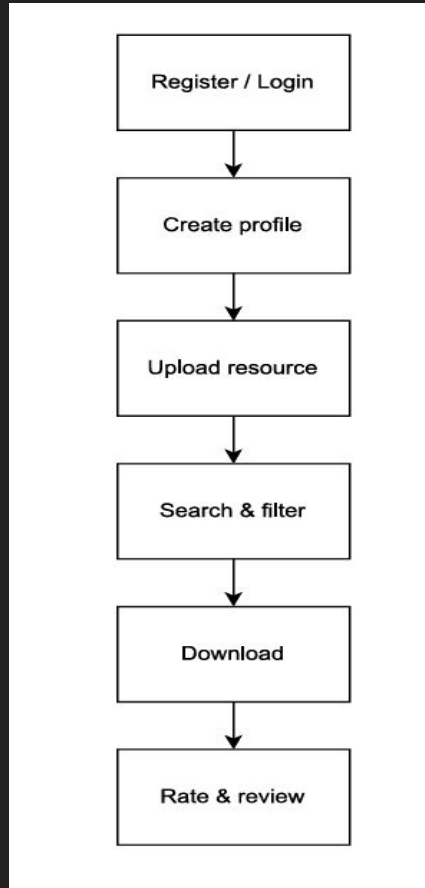 Register / Login
Create profile
Upload resource
Search & filter
Download
Rate & review